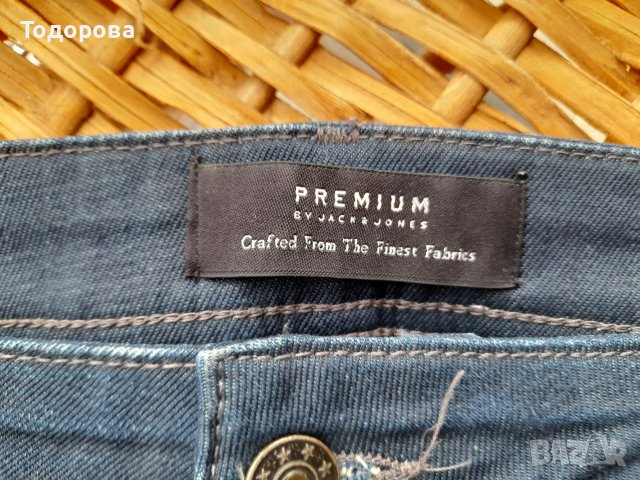 Тодорова
PREMIUM
BY JACK & JONES
Crafted From The Finest Fabrics
BAZAR